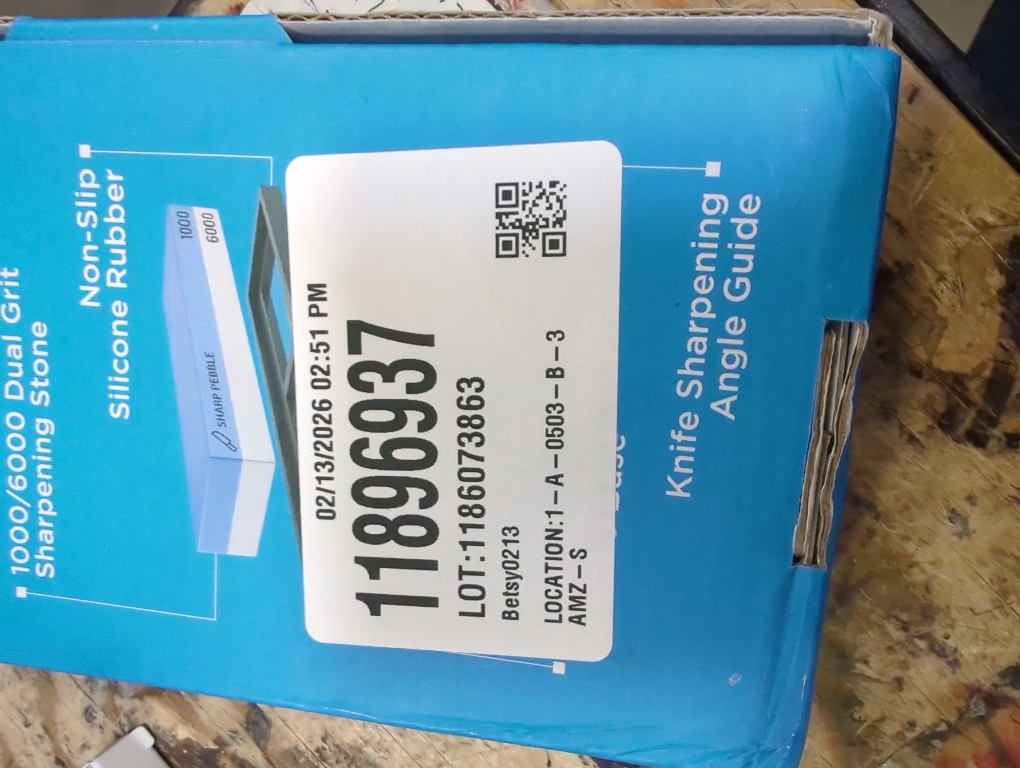 1000/6000 Dual Grit
Sharpening Stone
Non-Slip
Silicone Rubber
1000
6000
SHARP PEBBLE
02/13/2026 02:51 PM
11896937
LOT:1186073863
Betsy0213
LOCATION:1-A-0503-B-3
AMZ-S
Knife Sharpening
Angle Guide